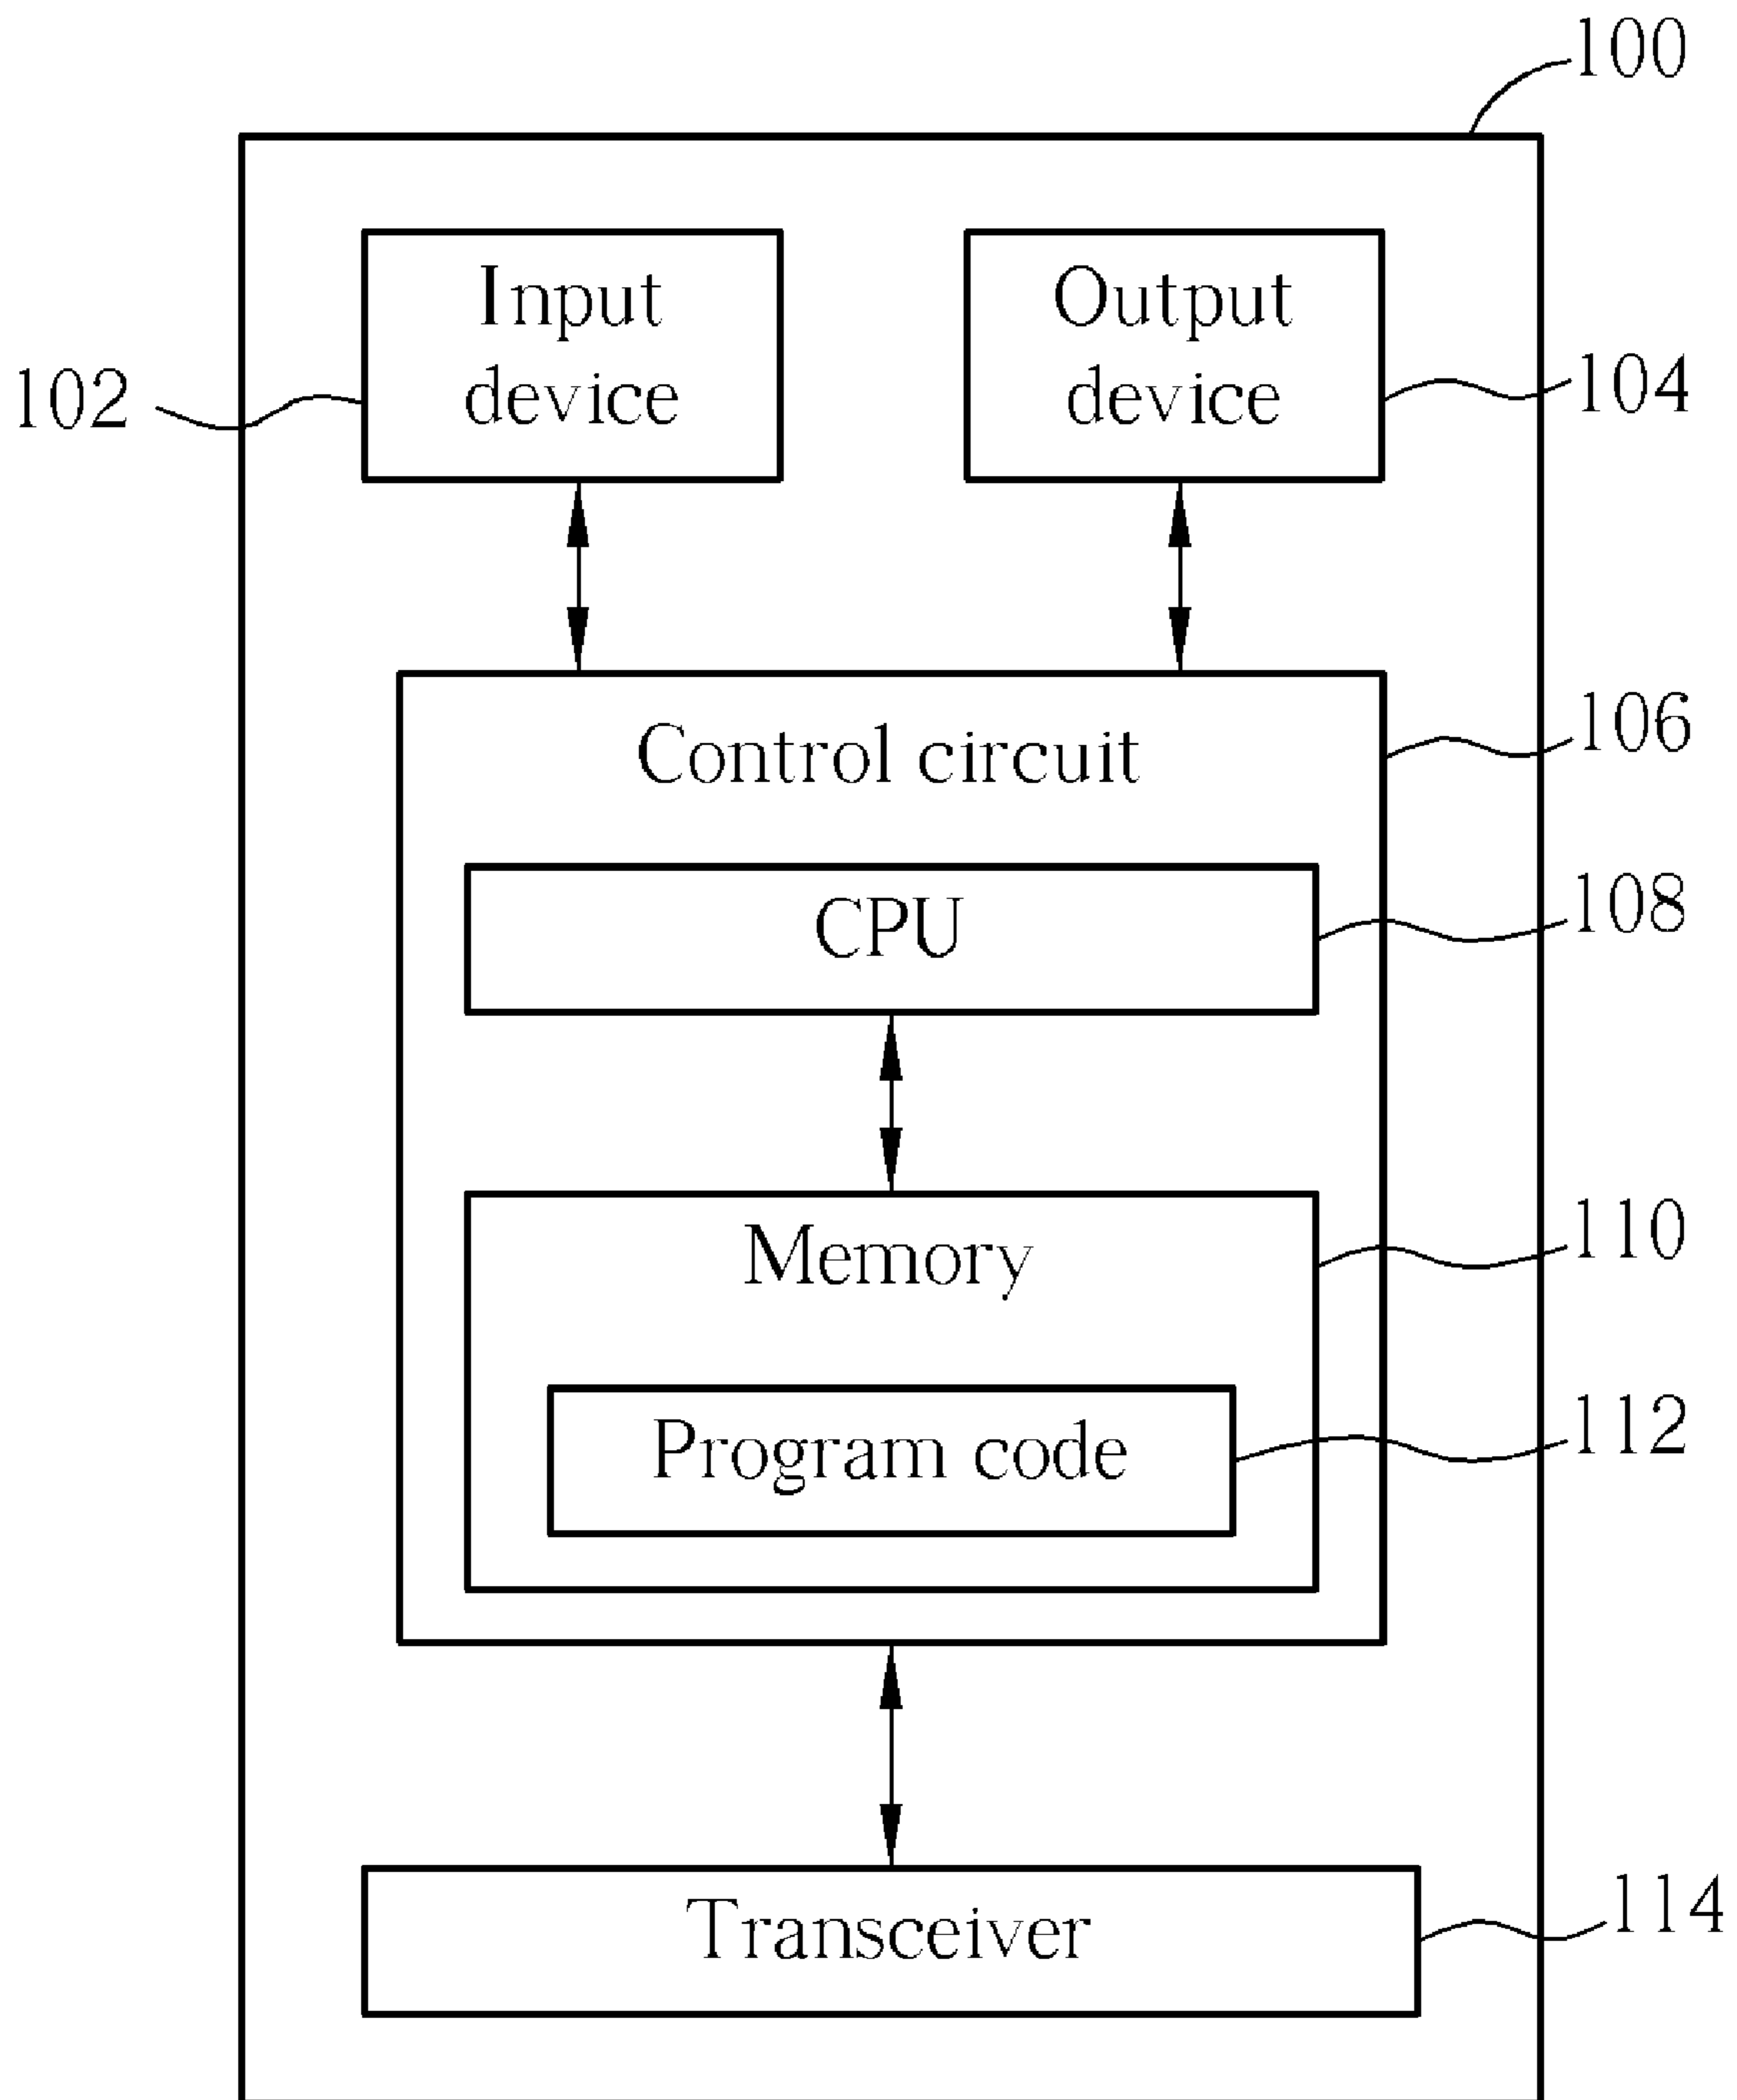 100
Input
device
Output
device
102
104
Control circuit
106
CPU
108
Memory
110
Program code
112
Transceiver
114